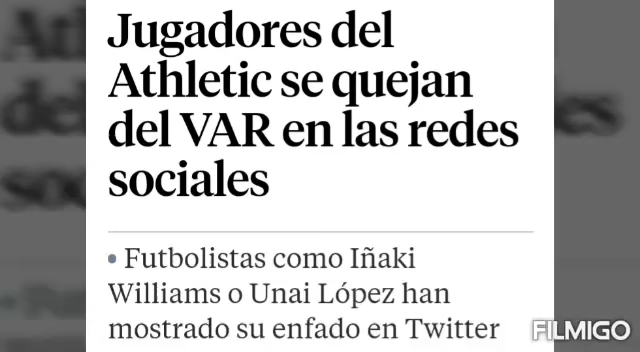 Jugadores del
Athletic se quejan
del VAR en las redes
sociales
• Futbolistas como Iñaki
Williams o Unai López han
mostrado su enfado en Twitter
FILMIGO